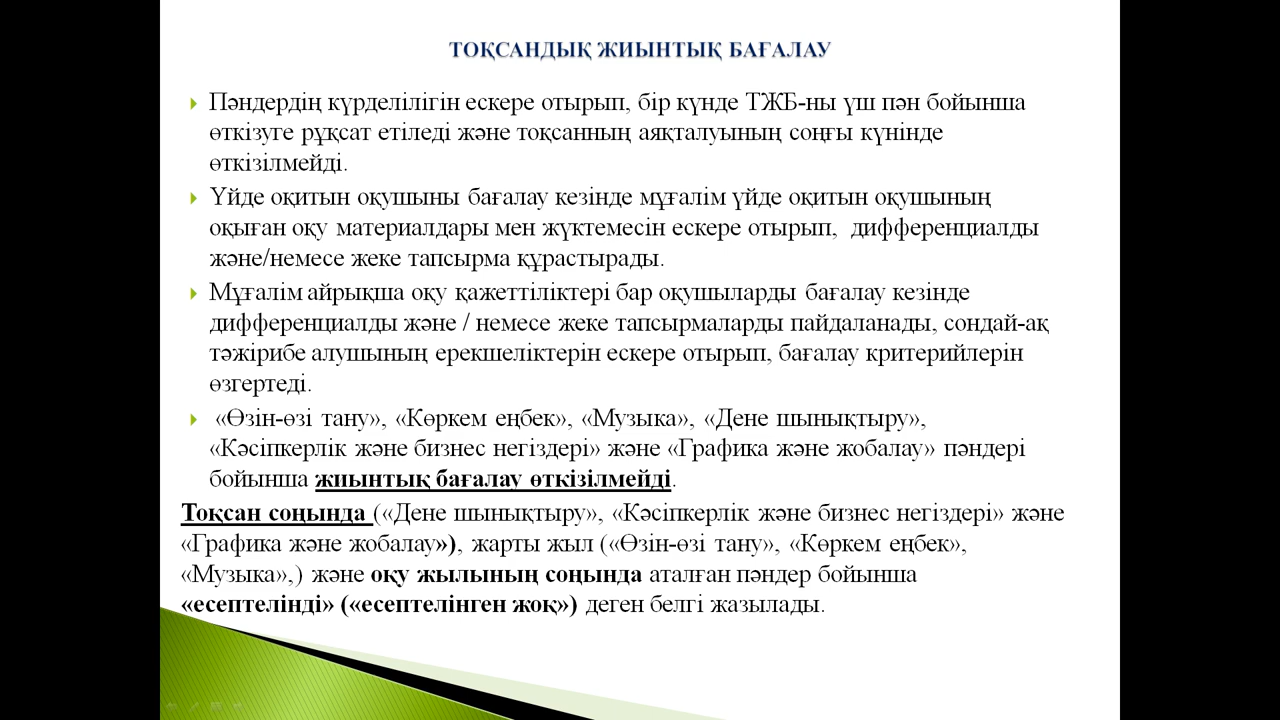 ТОҚСАНДЫҚ ЖИЫНТЫҚ БАҒАЛАУ
Пәндердің күрделілігін ескере отырып, бір күнде ТЖБ-ны үш пән бойынша
өткізуге рұқсат етіледі және тоқсанның аяқталуының соңғы күнінде
өткізілмейді.
Үйде оқитын оқушыны бағалау кезінде мұғалім үйде оқитын оқушының
оқыған оқу материалдары мен жүктемесін ескере отырып, дифференциалды
және/немесе жеке тапсырма құрастырады.
Мұғалім айрықша оқу қажеттіліктері бар оқушыларды бағалау кезінде
дифференциалды және / немесе жеке тапсырмаларды пайдаланады, сондай-ақ
тәжірибе алушының ерекшеліктерін ескере отырып, бағалау критерийлерін
өзгертеді.
«Өзін-өзі тану», «Көркем еңбек», «Музыка», «Дене шынықтыру»,
«Кәсіпкерлік және бизнес негіздері» және «Графика және жобалау» пәндері
бойынша жиынтық бағалау өткізілмейді.
Тоқсан соңында («Дене шынықтыру», «Кәсіпкерлік және бизнес негіздері» және
«Графика және жобалау»), жарты жыл («Өзін-өзі тану», «Көркем еңбек»,
«Музыка»,) және оқу жылының соңында аталған пәндер бойынша
«есептелінді» («есептелінген жоқ») деген белгі жазылады.